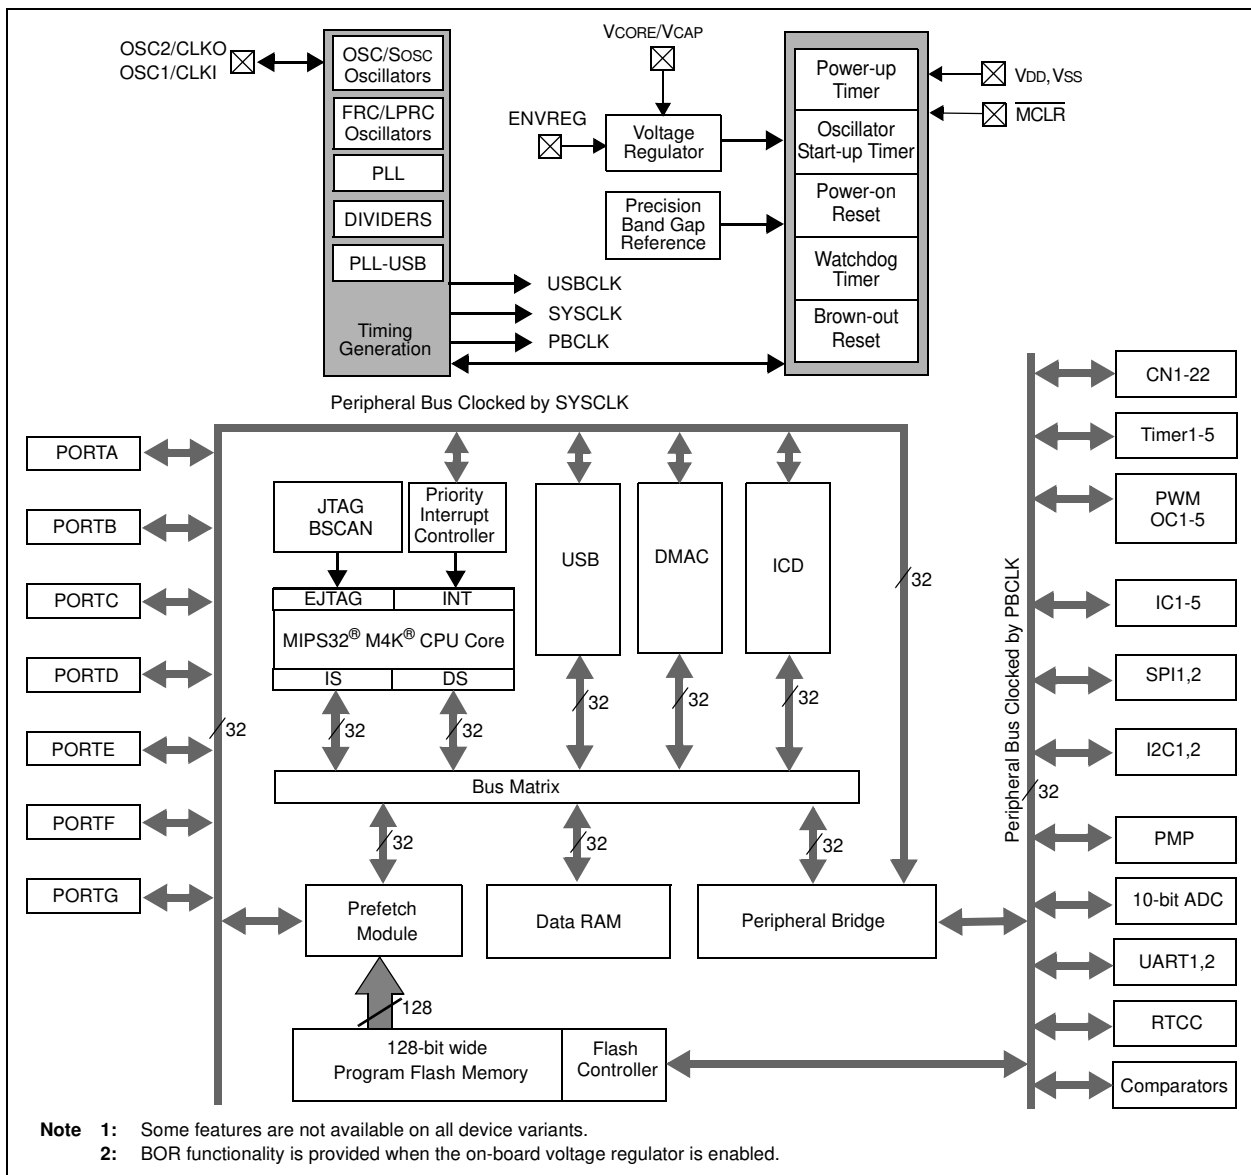 OSC2/CLKO
OSC1/CLKI
OSC/SOSC
Oscillators
FRC/LPRC
Oscillators
PLL
DIVIDERS
PLL-USB
Timing
Generation
USBCLK
SYSCLK
PBCLK
VCORE/VCAP
ENVREG
Voltage
Regulator
Precision
Band Gap
Reference
Power-up
Timer
Oscillator
Start-up Timer
Power-on
Reset
Watchdog
Timer
Brown-out
Reset
VDD, VSS
MCLR
Peripheral Bus Clocked by SYSCLK
PORTA
PORTB
PORTC
PORTD
PORTE
PORTF
PORTG
32
JTAG
BSCAN
Priority
Interrupt
Controller
EJTAG
INT
MIPS32® M4K® CPU Core
IS
DS
USB
DMAC
ICD
32
32
32
32
32
32
Bus Matrix
32
32
32
Prefetch
Module
Data RAM
Peripheral Bridge
128
128-bit wide
Program Flash Memory
Flash
Controller
Peripheral Bus Clocked by PBCLK
32
CN1-22
Timer1-5
PWM
OC1-5
IC1-5
SPI1,2
I2C1,2
PMP
10-bit ADC
UART1,2
RTCC
Comparators
Note 1: Some features are not available on all device variants.
2: BOR functionality is provided when the on-board voltage regulator is enabled.